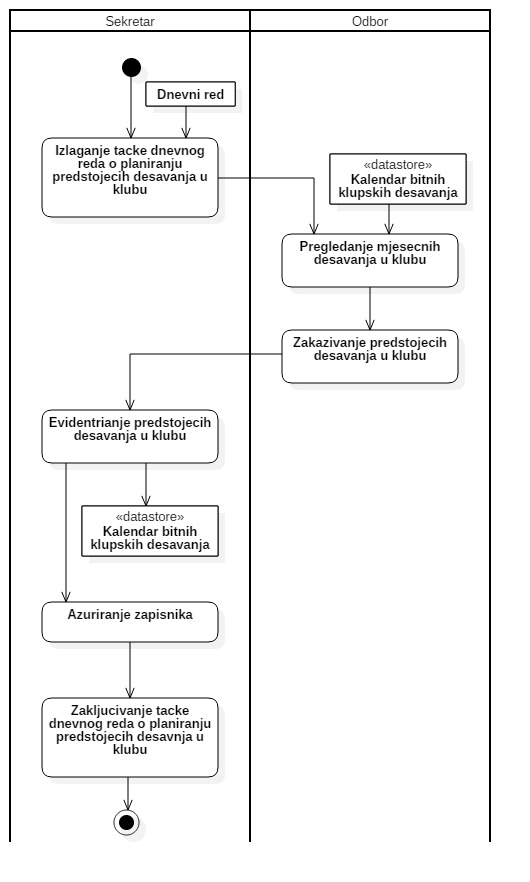 Sekretar
Odbor
Dnevni red
Izlaganje tacke dnevnog
reda o planiranju
predstojecih desavanja u
klubu
«datastore»
Kalendar bitnih
klupskih desavanja
Pregledanje mjesecnih
desavanja u klubu
Zakazivanje predstojecih
desavanja u klubu
Evidentrianje predstojecih
desavanja u klubu
«datastore»
Kalendar bitnih
klupskih desavanja
Azuriranje zapisnika
Zakljucivanje tacke
dnevnog reda o planiranju
predstojecih desavnja u
klubu